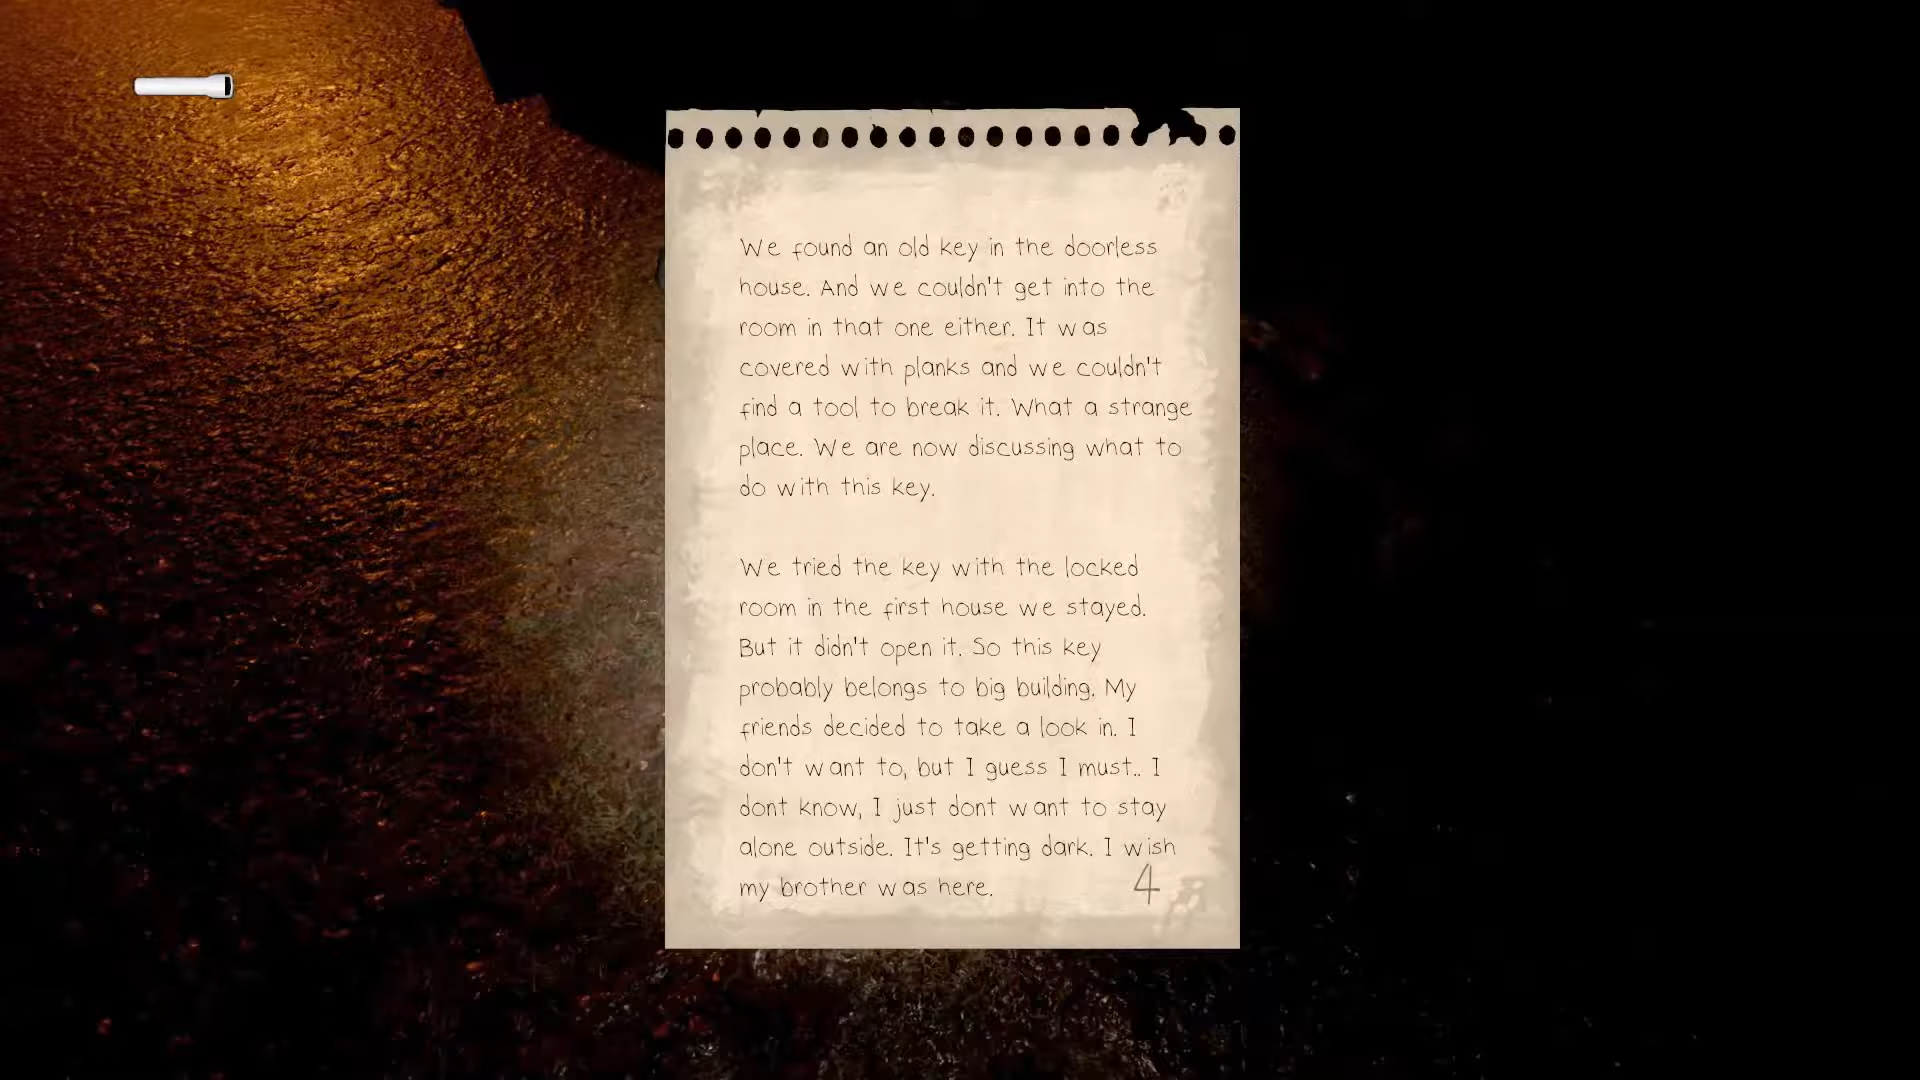 We found an old key in the doorless
house. And we couldn't get into the
room in that one either. It was
covered with planks and we couldn't
find a tool to break it. What a strange
place. We are now discussing what to
do with this key.
We tried the key with the locked
room in the first house we stayed.
But it didn't open it. So this key
probably belongs to big building. My
friends decided to take a look in. I
don't want to, but I guess I must.. I
dont know, I just dont want to stay
alone outside. It's getting dark. I wish
my brother was here.
4